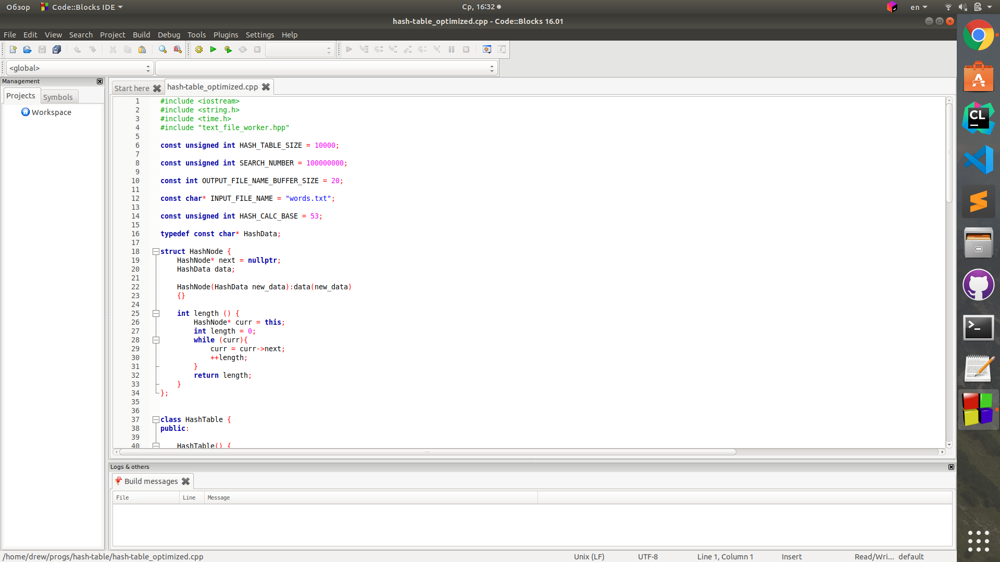 Обзор Code::Blocks IDE Ср, 16:32 en
hash-table_optimized.cpp - Code::Blocks 16.01
File Edit View Search Project Build Debug Tools Plugins Settings Help
<global>
Management
Projects Symbols
Workspace
Start here hash-table_optimized.cpp
1 #include <iostream>
2 #include <string.h>
3 #include <time.h>
4 #include "text_file_worker.hpp"
5
6 const unsigned int HASH_TABLE_SIZE = 10000;
7
8 const unsigned int SEARCH_NUMBER = 100000000;
9
10 const int OUTPUT_FILE_NAME_BUFFER_SIZE = 20;
11
12 const char* INPUT_FILE_NAME = "words.txt";
13
14 const unsigned int HASH_CALC_BASE = 53;
15
16 typedef const char* HashData;
17
18 struct HashNode {
19 HashNode* next = nullptr;
20 HashData data;
21
22 HashNode(HashData new_data):data(new_data)
23 {}
24
25 int length () {
26 HashNode* curr = this;
27 int length = 0;
28 while (curr){
29 curr = curr->next;
30 ++length;
31 }
32 return length;
33 }
34 };
35
36
37 class HashTable {
38 public:
39
40 HashTable() {
Logs & others
Build messages
File Line Message
/home/drew/progs/hash-table/hash-table_optimized.cpp Unix (LF) UTF-8 Line 1, Column 1 Insert Read/Wri... default
CL
>_